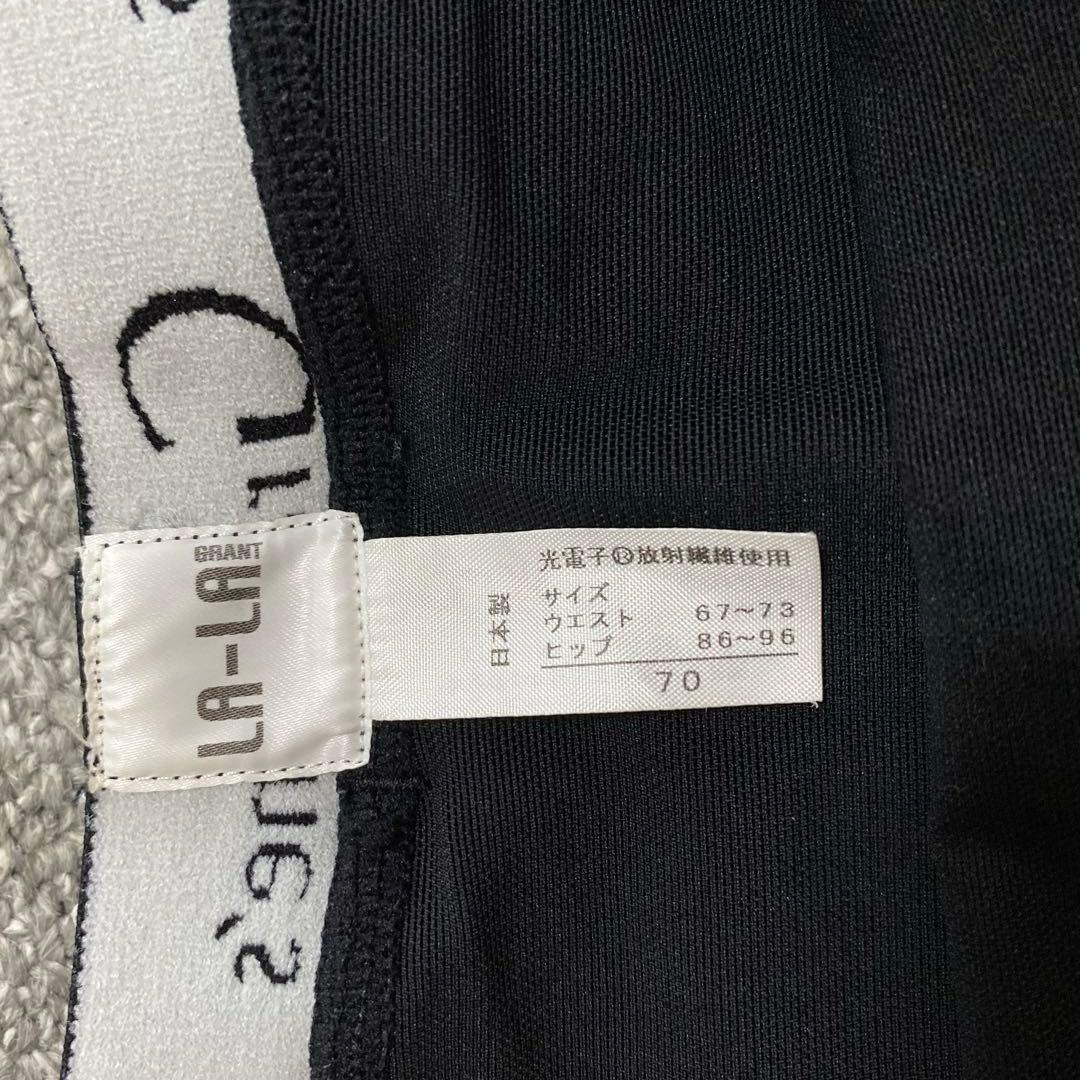 GRANT
LA-LA
光電子®放射繊維使用
サイズ
ウエスト 67〜73
ヒップ 86〜96
70
日本製